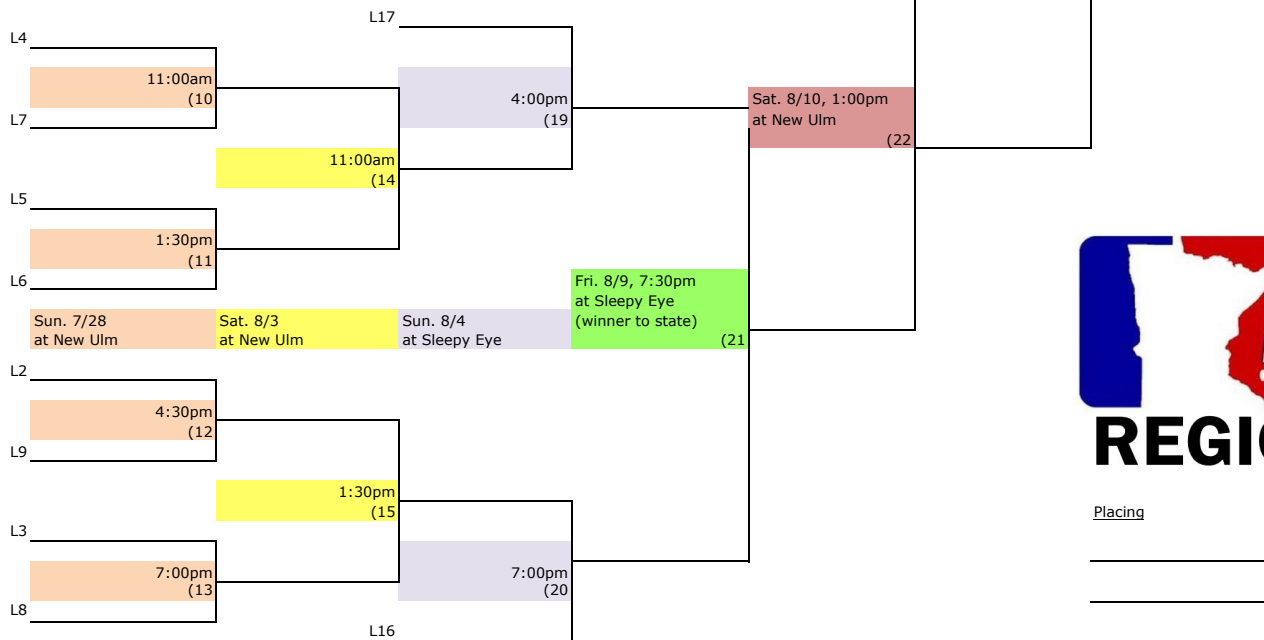 L17
L4
11:00am
(10
L7
4:00pm
(19
Sat. 8/10, 1:00pm
at New Ulm
(22
11:00am
(14
L5
1:30pm
(11
L6
Fri. 8/9, 7:30pm
at Sleepy Eye
(winner to state)
(21
Sun. 7/28
at New Ulm
Sat. 8/3
at New Ulm
Sun. 8/4
at Sleepy Eye
L2
4:30pm
(12
L9
REGI
1:30pm
(15
Placing
L3
7:00pm
(13
L8
7:00pm
(20
L16